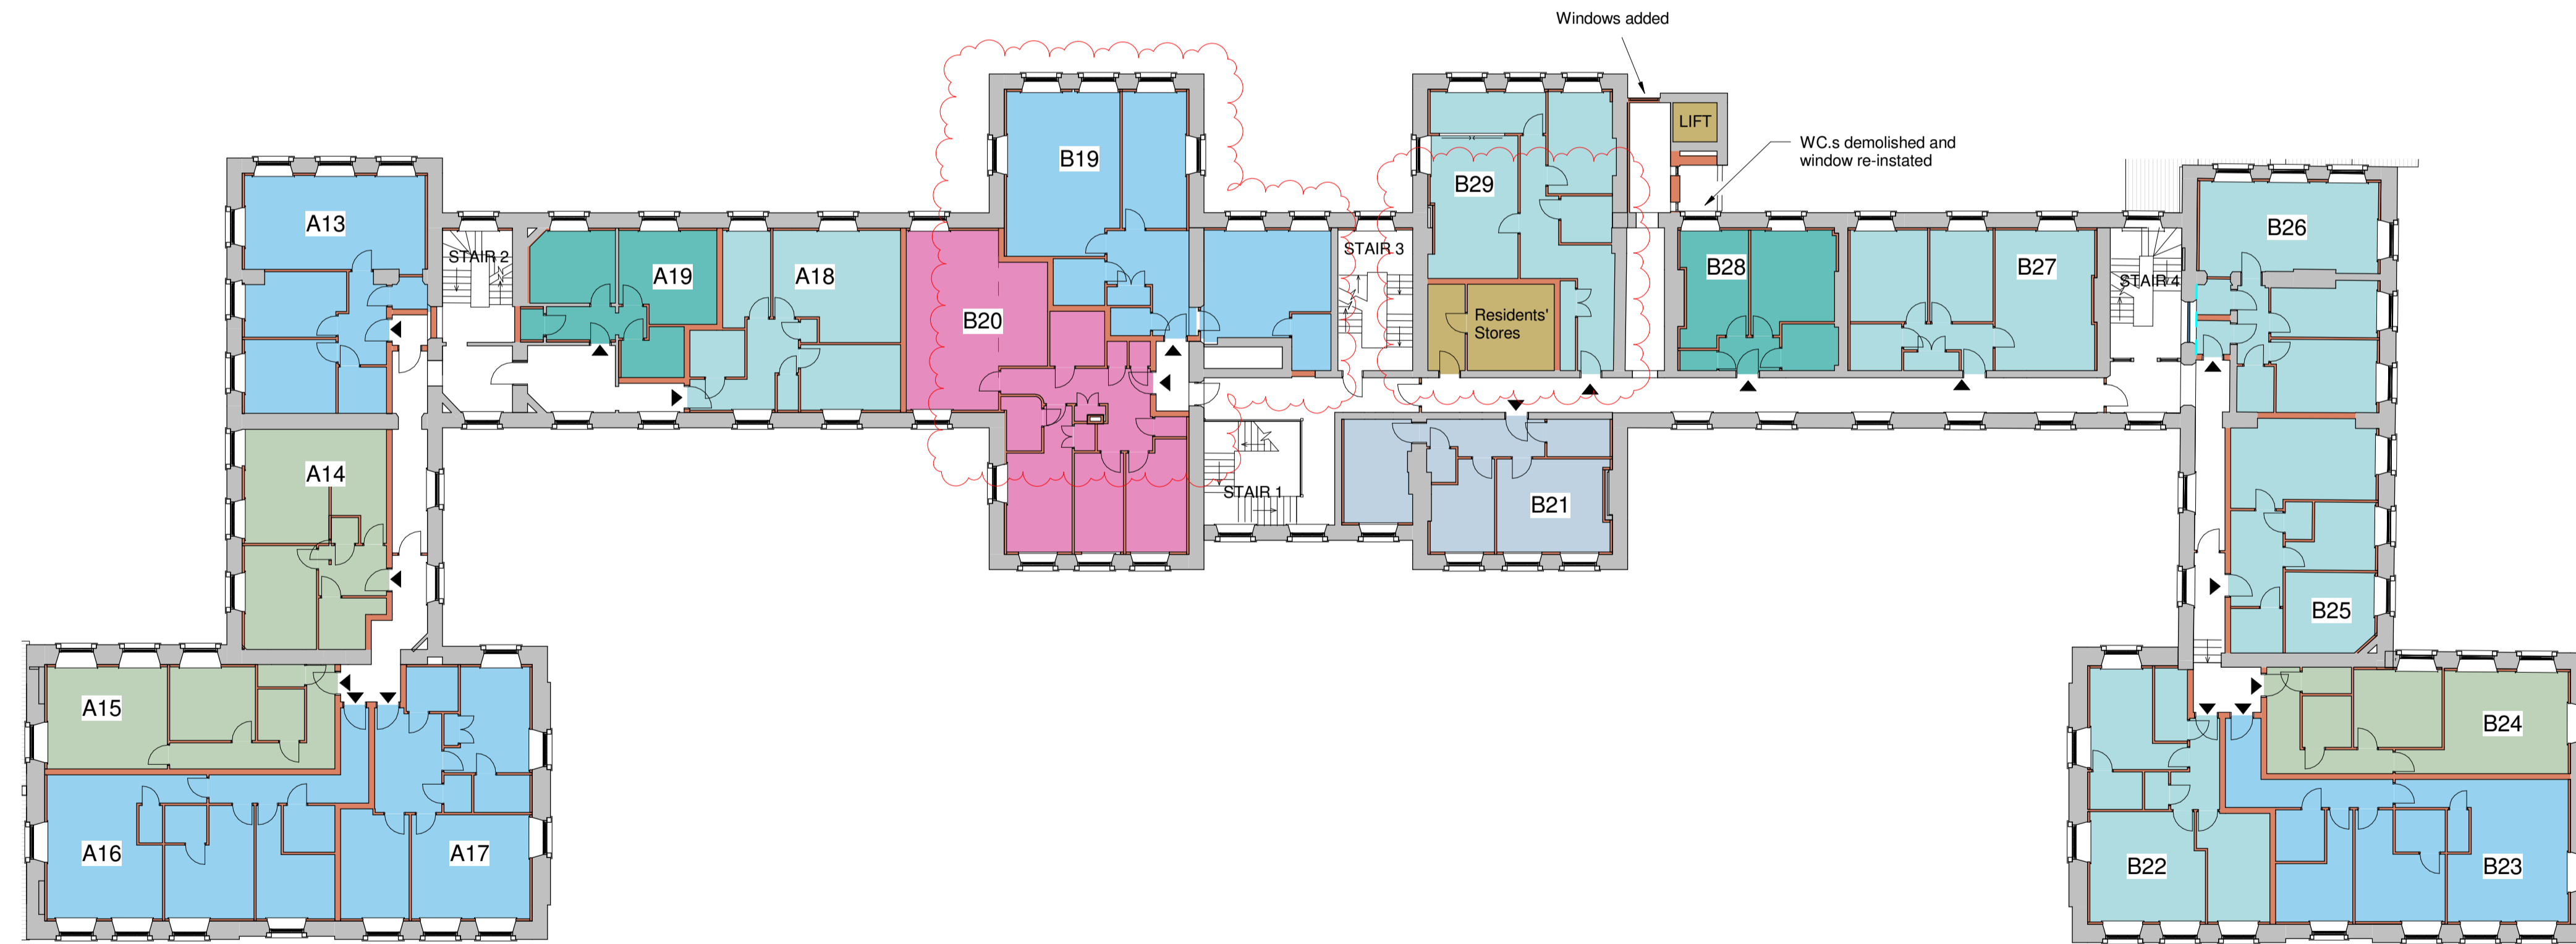 Windows added
LIFT
WC.s demolished and
window re-instated
B19
B29
A13
B26
STAIR 2
STAIR 3
A19
A18
B28
B27
STAIR 4
B20
Residents'
Stores
A14
STAIR 1
B21
B25
A15
B24
A16
A17
B22
B23